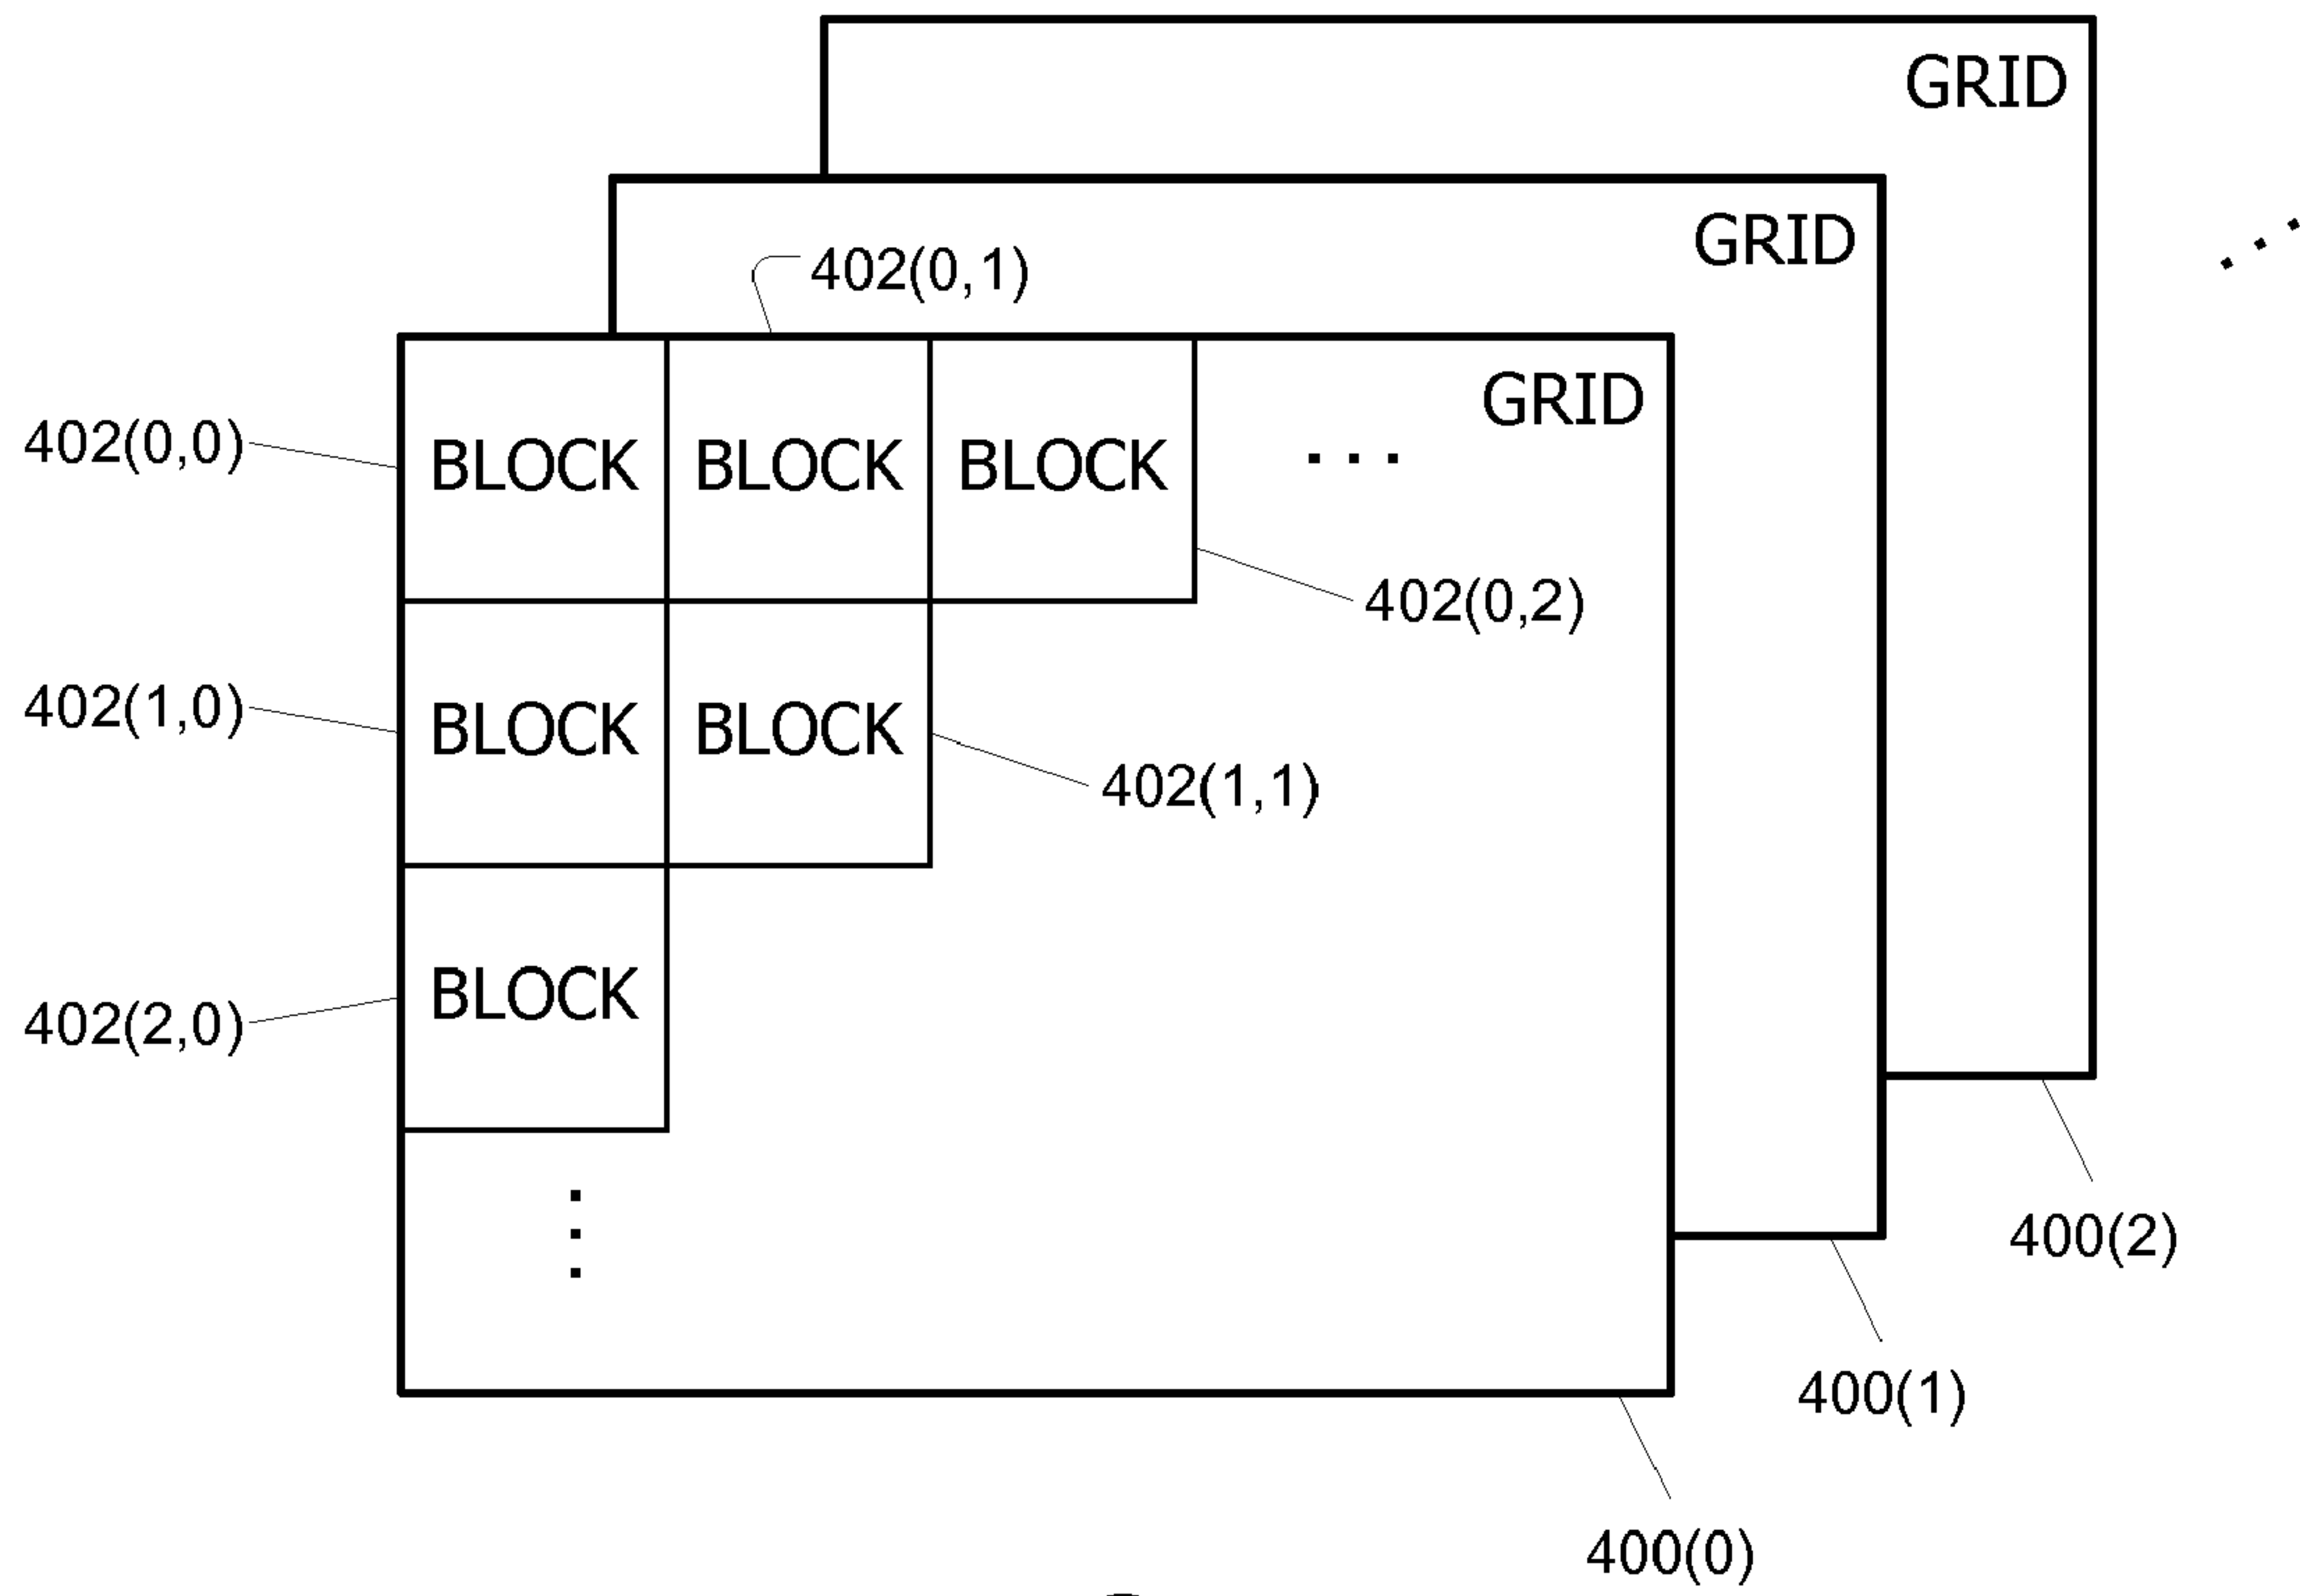 GRID
GRID
402(0,1)
GRID
402(0,0) BLOCK BLOCK BLOCK ...
402(0,2)
402(1,0) BLOCK BLOCK
402(1,1)
402(2,0) BLOCK
400(2)
400(1)
400(0)